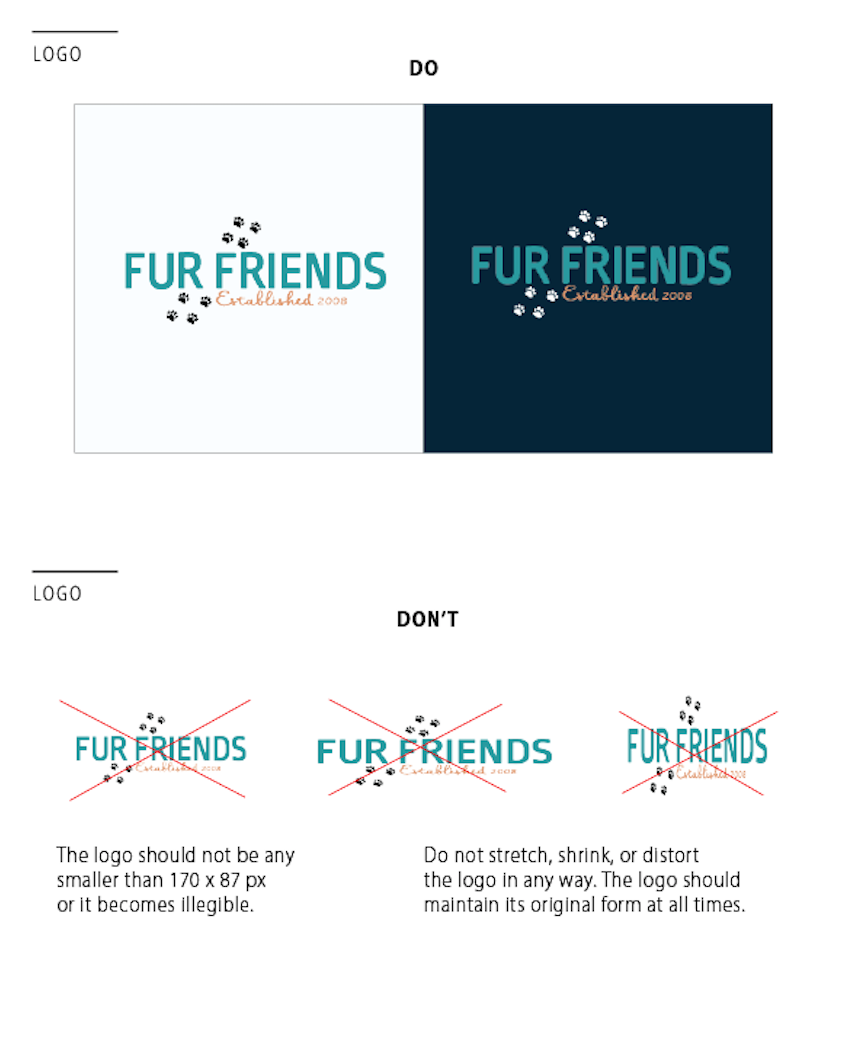 LOGO
DO
FUR FRIENDS
Established 2008
FUR FRIENDS
Established 2008
LOGO
DON'T
FUR FRIENDS
Established 2008
FUR FRIENDS
Established 2008
FUR FRIENDS
Established 2008
The logo should not be any
smaller than 170 x 87 px
or it becomes illegible.
Do not stretch, shrink, or distort
the logo in any way. The logo should
maintain its original form at all times.